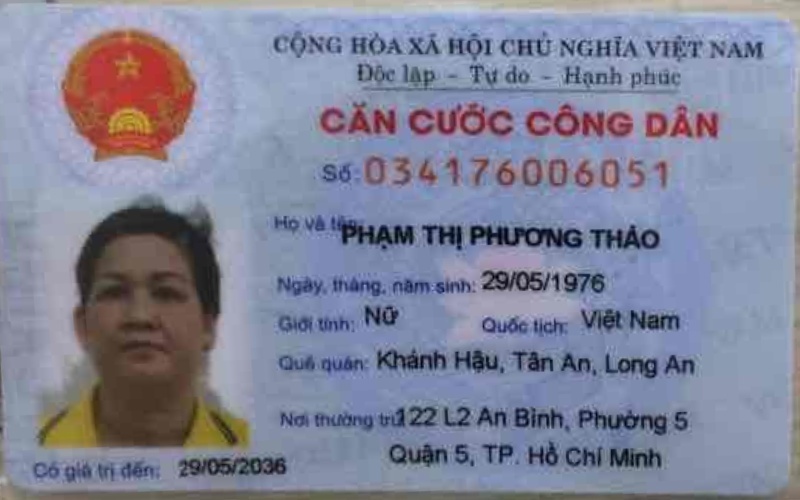 CỘNG HÒA XÃ HỘI CHỦ NGHĨA VIỆT NAM
Độc lập - Tự do - Hạnh phúc
CĂN CƯỚC CÔNG DÂN
Số: 034176006051
Họ và tên: PHẠM THỊ PHƯƠNG THẢO
Ngày, tháng, năm sinh: 29/05/1976
Giới tính: Nữ Quốc tịch: Việt Nam
Quê quán: Khánh Hậu, Tân An, Long An
Nơi thường trú: 122 L2 An Bình, Phường 5
Quận 5, TP. Hồ Chí Minh
Có giá trị đến: 29/05/2036